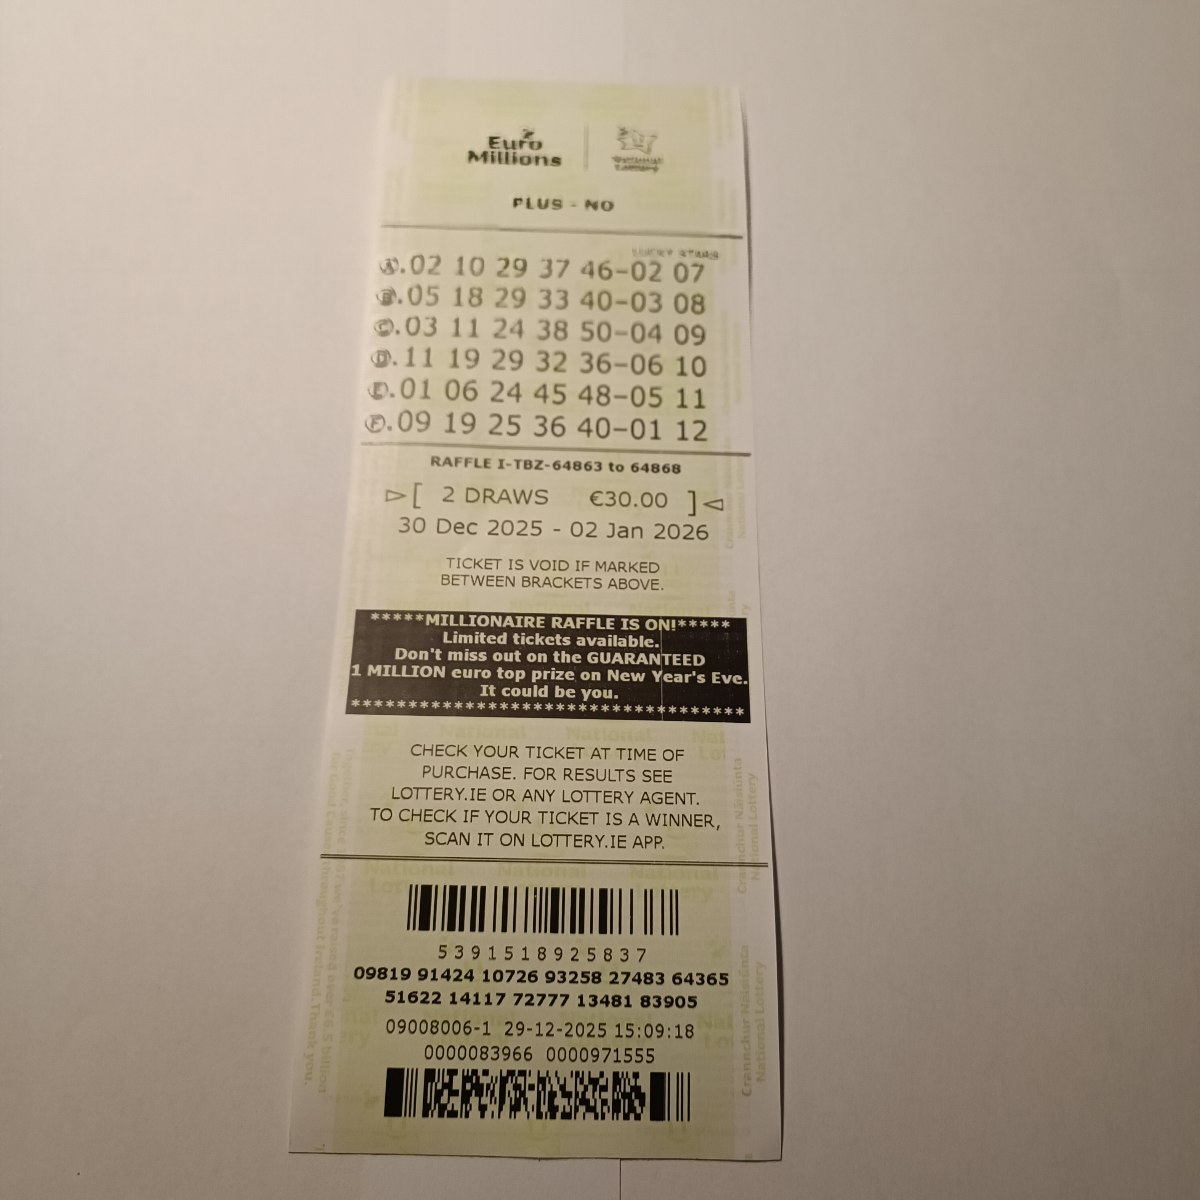 Euro
Millions
National
Lottery
PLUS - NO
LUCKY STARS
A.02 10 29 37 46-02 07
B.05 18 29 33 40-03 08
C.03 11 24 38 50-04 09
D.11 19 29 32 36-06 10
E.01 06 24 45 48-05 11
F.09 19 25 36 40-01 12
RAFFLE I-TBZ-64863 to 64868
[ 2 DRAWS €30.00 ]
30 Dec 2025 - 02 Jan 2026
TICKET IS VOID IF MARKED
BETWEEN BRACKETS ABOVE.
*****MILLIONAIRE RAFFLE IS ON!*****
Limited tickets available.
Don't miss out on the GUARANTEED
1 MILLION euro top prize on New Year's Eve.
It could be you.
**********************************
CHECK YOUR TICKET AT TIME OF
PURCHASE. FOR RESULTS SEE
LOTTERY.IE OR ANY LOTTERY AGENT.
TO CHECK IF YOUR TICKET IS A WINNER,
SCAN IT ON LOTTERY.IE APP.
5391518925837
09819 91424 10726 93258 27483 64365
51622 14117 72777 13481 83905
09008006-1 29-12-2025 15:09:18
0000083966 0000971555
Crannchur Náisiúnta
National Lottery